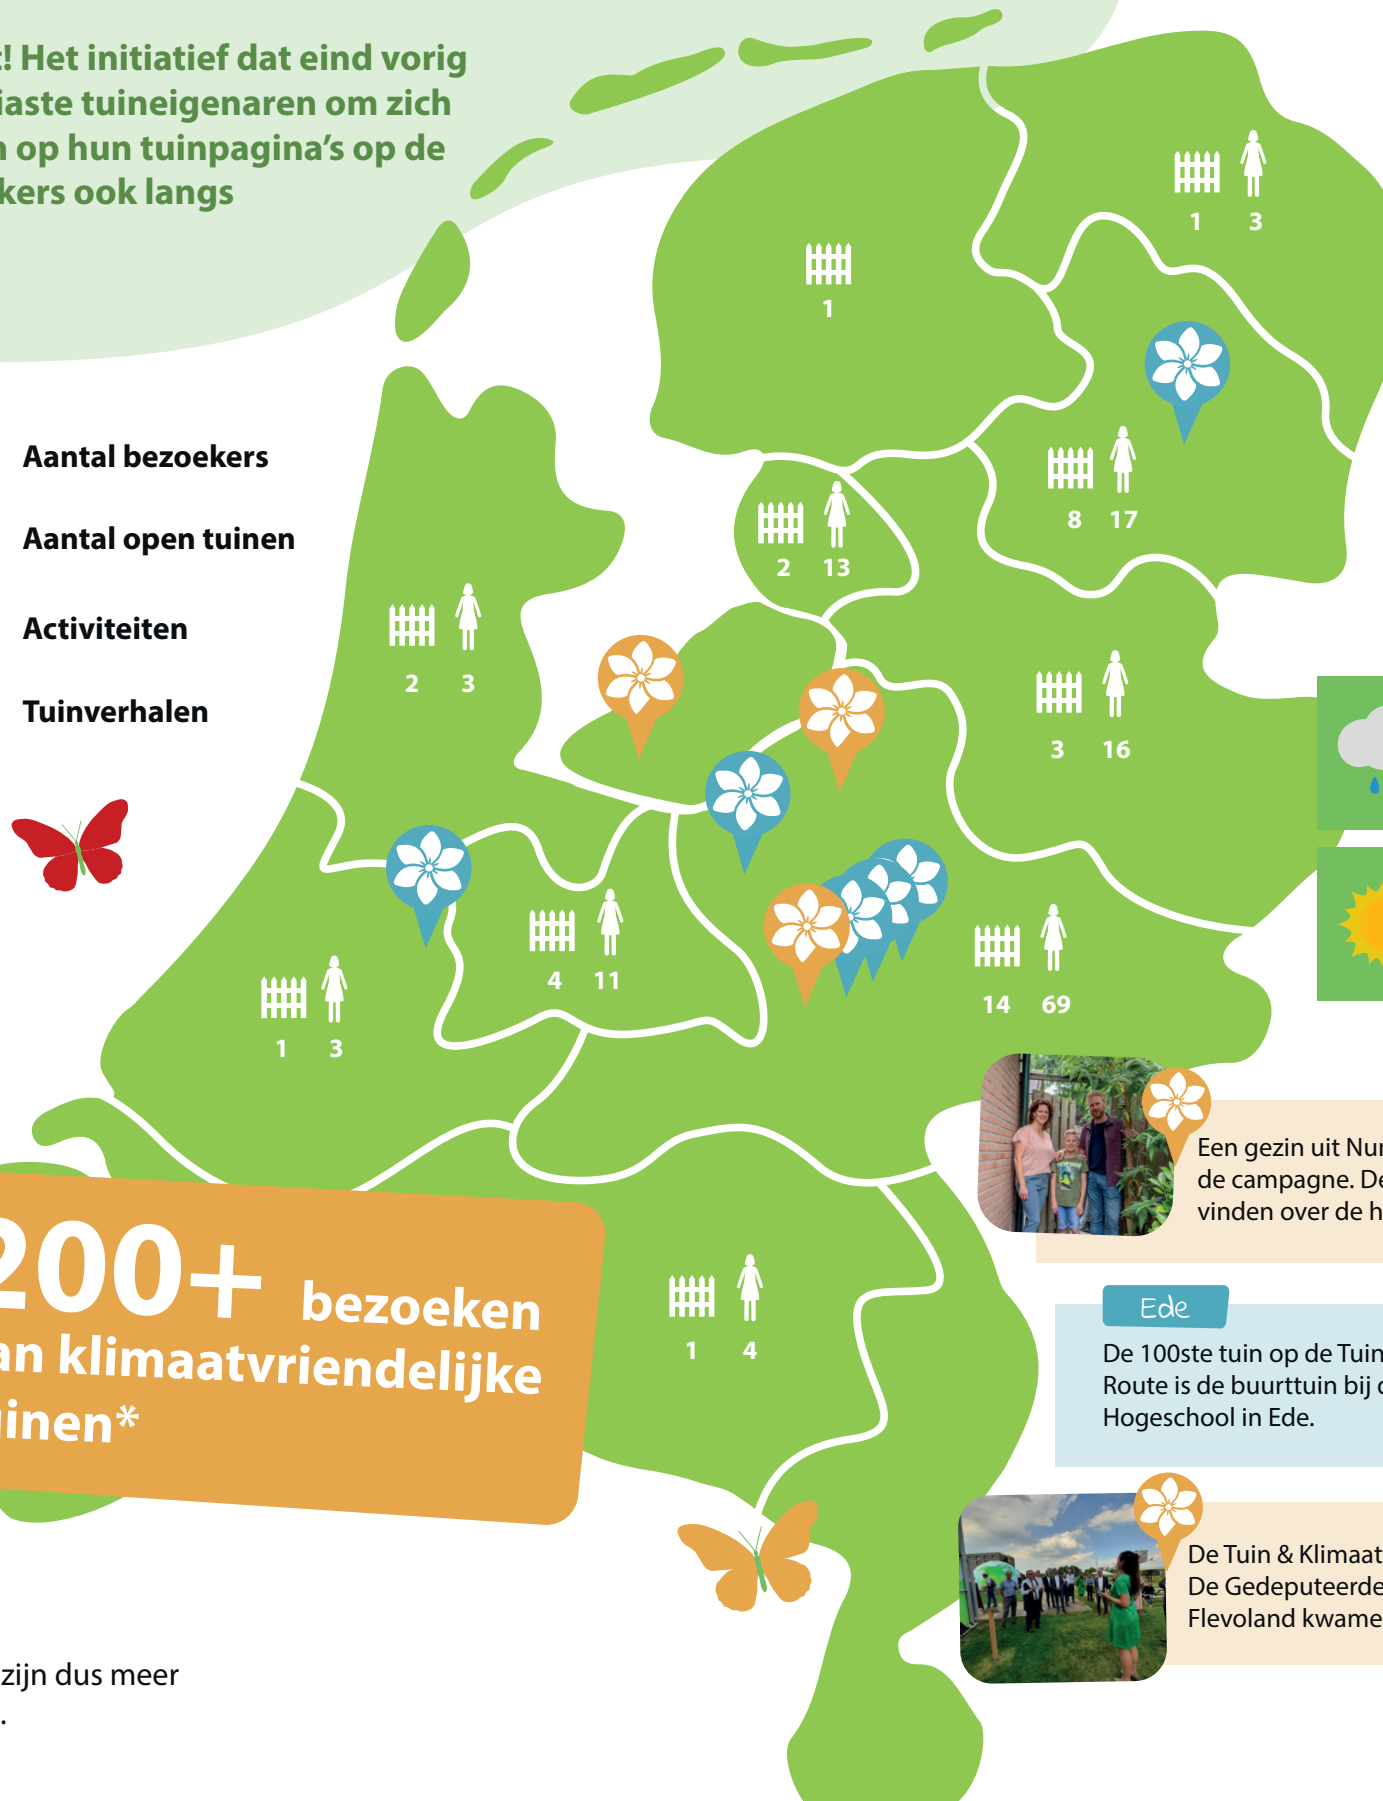 t! Het initiatief dat eind vorig
iaste tuineigenaren om zich
n op hun tuinpagina's op de
kers ook langs
1 3
1
Aantal bezoekers
8 17
Aantal open tuinen
2 13
Activiteiten
2 3
Tuinverhalen
3 16
4 11
14 69
1 3
Een gezin uit Nun
de campagne. De
vinden over de h
200+ bezoeken
an klimaatvriendelijke
uinen*
1 4
Ede
De 100ste tuin op de Tuin
Route is de buurttuin bij d
Hogeschool in Ede.
De Tuin & Klimaat
De Gedeputeerde
Flevoland kwame
zijn dus meer
.